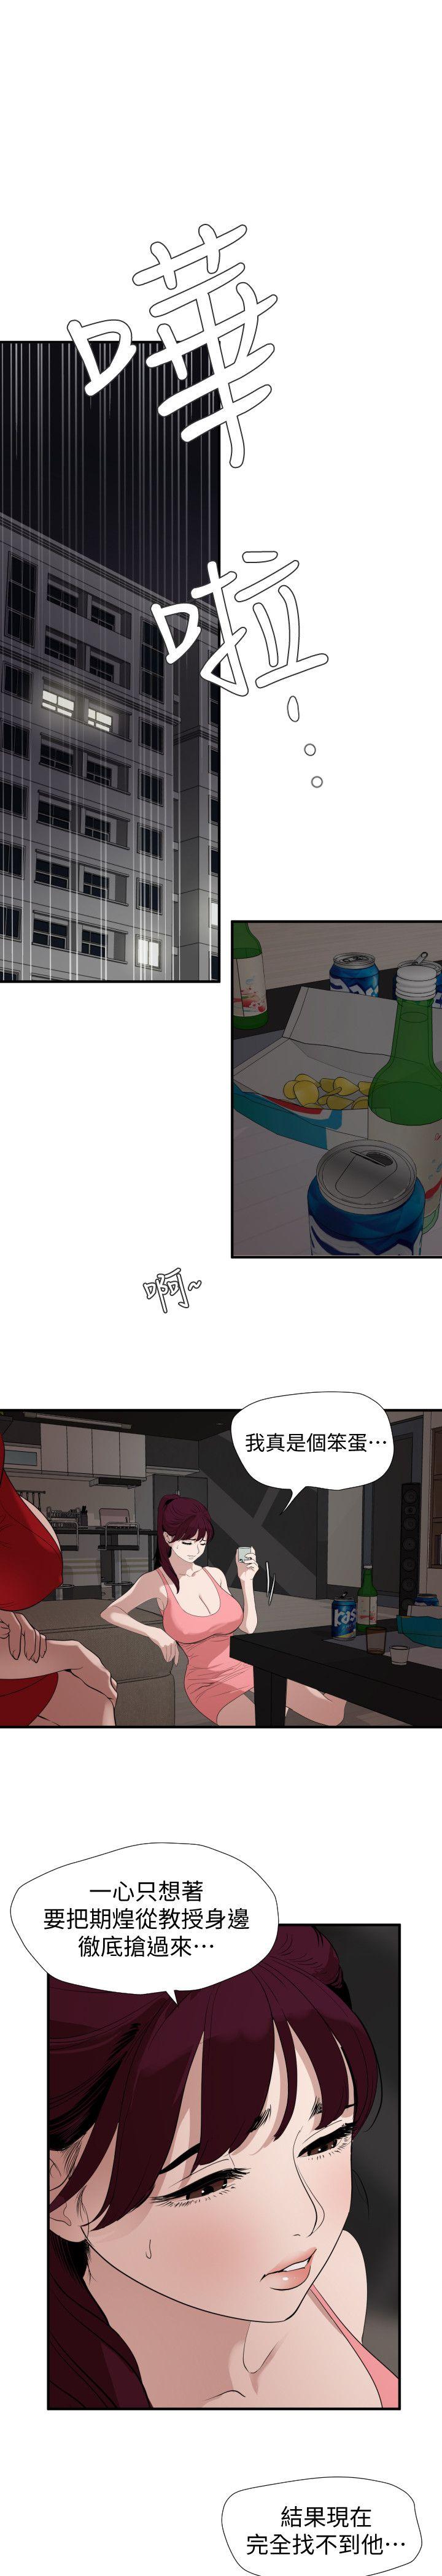 嘩
啦
啊~
我真是個笨蛋⋯
Kass
一心只想著
要把期煌從教授身邊
徹底搶過來⋯
結果現在
完全找不到他⋯